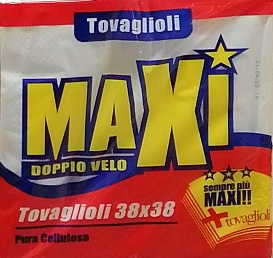 Tovaglioli
MAXi
DOPPIO VELO
sempre più
MAXI!!
+tovaglioli
Tovaglioli 38x38
Pura Cellulosa